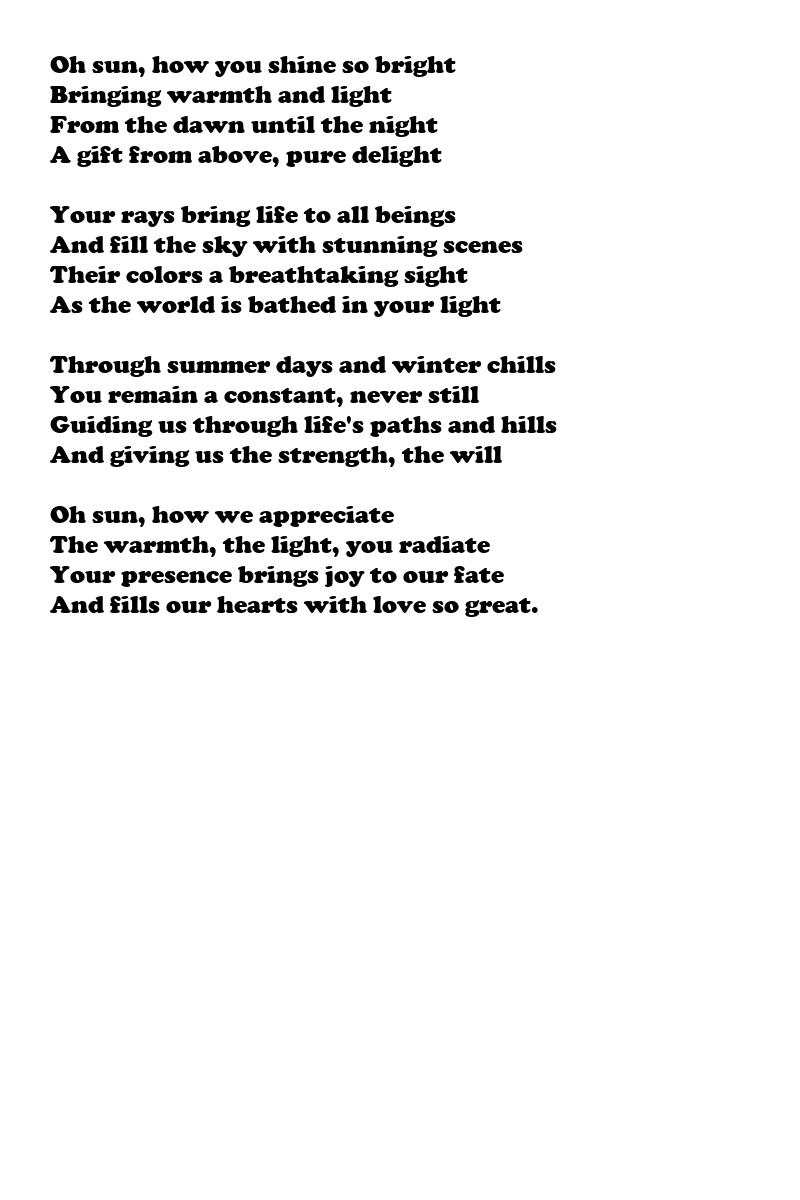 Oh sun, how you shine so bright
Bringing warmth and light
From the dawn until the night
A gift from above, pure delight

Your rays bring life to all beings
And fill the sky with stunning scenes
Their colors a breathtaking sight
As the world is bathed in your light

Through summer days and winter chills
You remain a constant, never still
Guiding us through life's paths and hills
And giving us the strength, the will

Oh sun, how we appreciate
The warmth, the light, you radiate
Your presence brings joy to our fate
And fills our hearts with love so great.